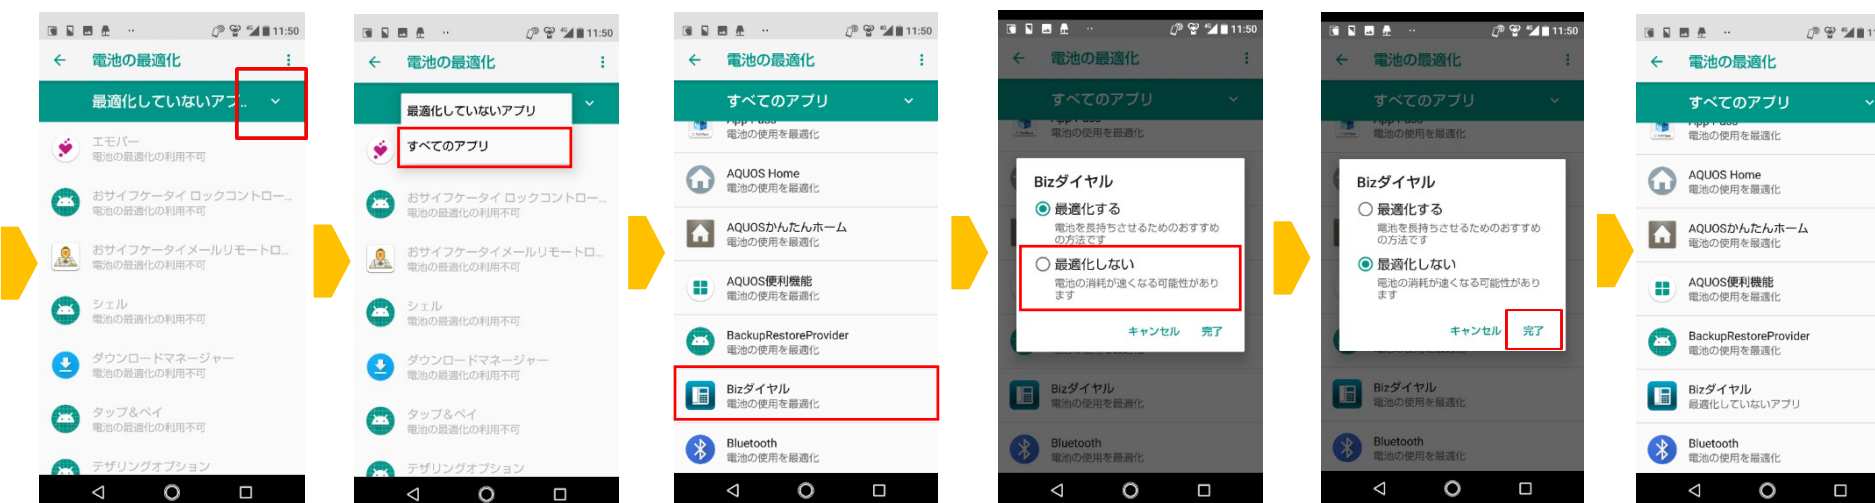 11:50
電池の最適化
最適化していないアプ..
エモパー
電池の最適化の利用不可
おサイフケータイ ロックコントロー...
電池の最適化の利用不可
おサイフケータイメールリモートロ...
電池の最適化の利用不可
シェル
電池の最適化の利用不可
ダウンロードマネージャー
電池の最適化の利用不可
タップ&ペイ
電池の最適化の利用不可
テザリングオプション
11:50
電池の最適化
最適化していないアプリ
すべてのアプリ
おサイフケータイ ロックコントロー...
電池の最適化の利用不可
おサイフケータイメールリモートロ...
電池の最適化の利用不可
シェル
電池の最適化の利用不可
ダウンロードマネージャー
電池の最適化の利用不可
タップ&ペイ
電池の最適化の利用不可
テザリングオプション
11:50
電池の最適化
すべてのアプリ
電池の使用を最適化
AQUOS Home
電池の使用を最適化
AQUOSかんたんホーム
電池の使用を最適化
AQUOS便利機能
電池の使用を最適化
BackupRestoreProvider
電池の使用を最適化
Bizダイヤル
電池の使用を最適化
Bluetooth
電池の使用を最適化
11:50
電池の最適化
すべてのアプリ
電池の使用を最適化
Bizダイヤル
最適化する
電池を長持ちさせるためのおすすめ
の方法です
最適化しない
電池の消耗が速くなる可能性があり
ます
キャンセル 完了
Bizダイヤル
電池の使用を最適化
Bluetooth
電池の使用を最適化
11:50
電池の最適化
すべてのアプリ
電池の使用を最適化
Bizダイヤル
最適化する
電池を長持ちさせるためのおすすめ
の方法です
最適化しない
電池の消耗が速くなる可能性があり
ます
キャンセル 完了
Bizダイヤル
電池の使用を最適化
Bluetooth
電池の使用を最適化
電池の最適化
すべてのアプリ
電池の使用を最適化
AQUOS Home
電池の使用を最適化
AQUOSかんたんホーム
電池の使用を最適化
AQUOS便利機能
電池の使用を最適化
BackupRestoreProvider
電池の使用を最適化
Bizダイヤル
最適化していないアプリ
Bluetooth
電池の使用を最適化